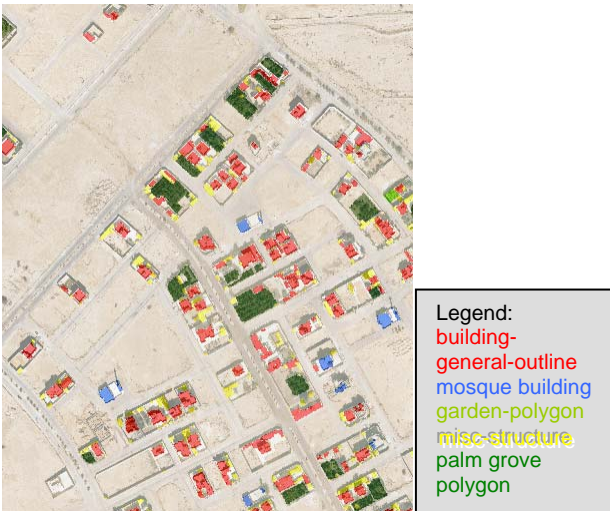 Legend:
building-
general-outline
mosque building
garden-polygon
misc-structure
palm grove
polygon